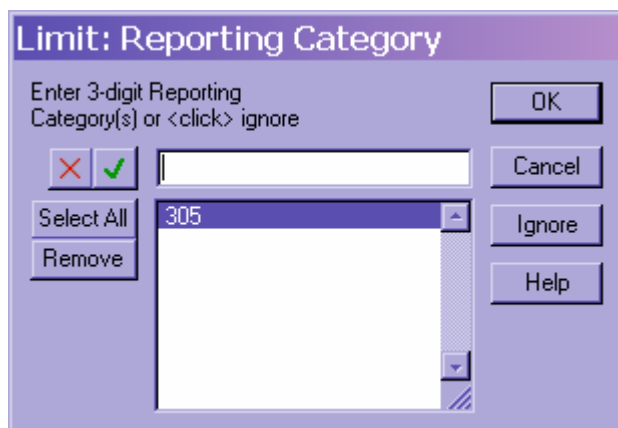 Limit: Reporting Category
Enter 3-digit Reporting
Category(s) or <click> ignore
OK
Cancel
Select All
305
Ignore
Remove
Help